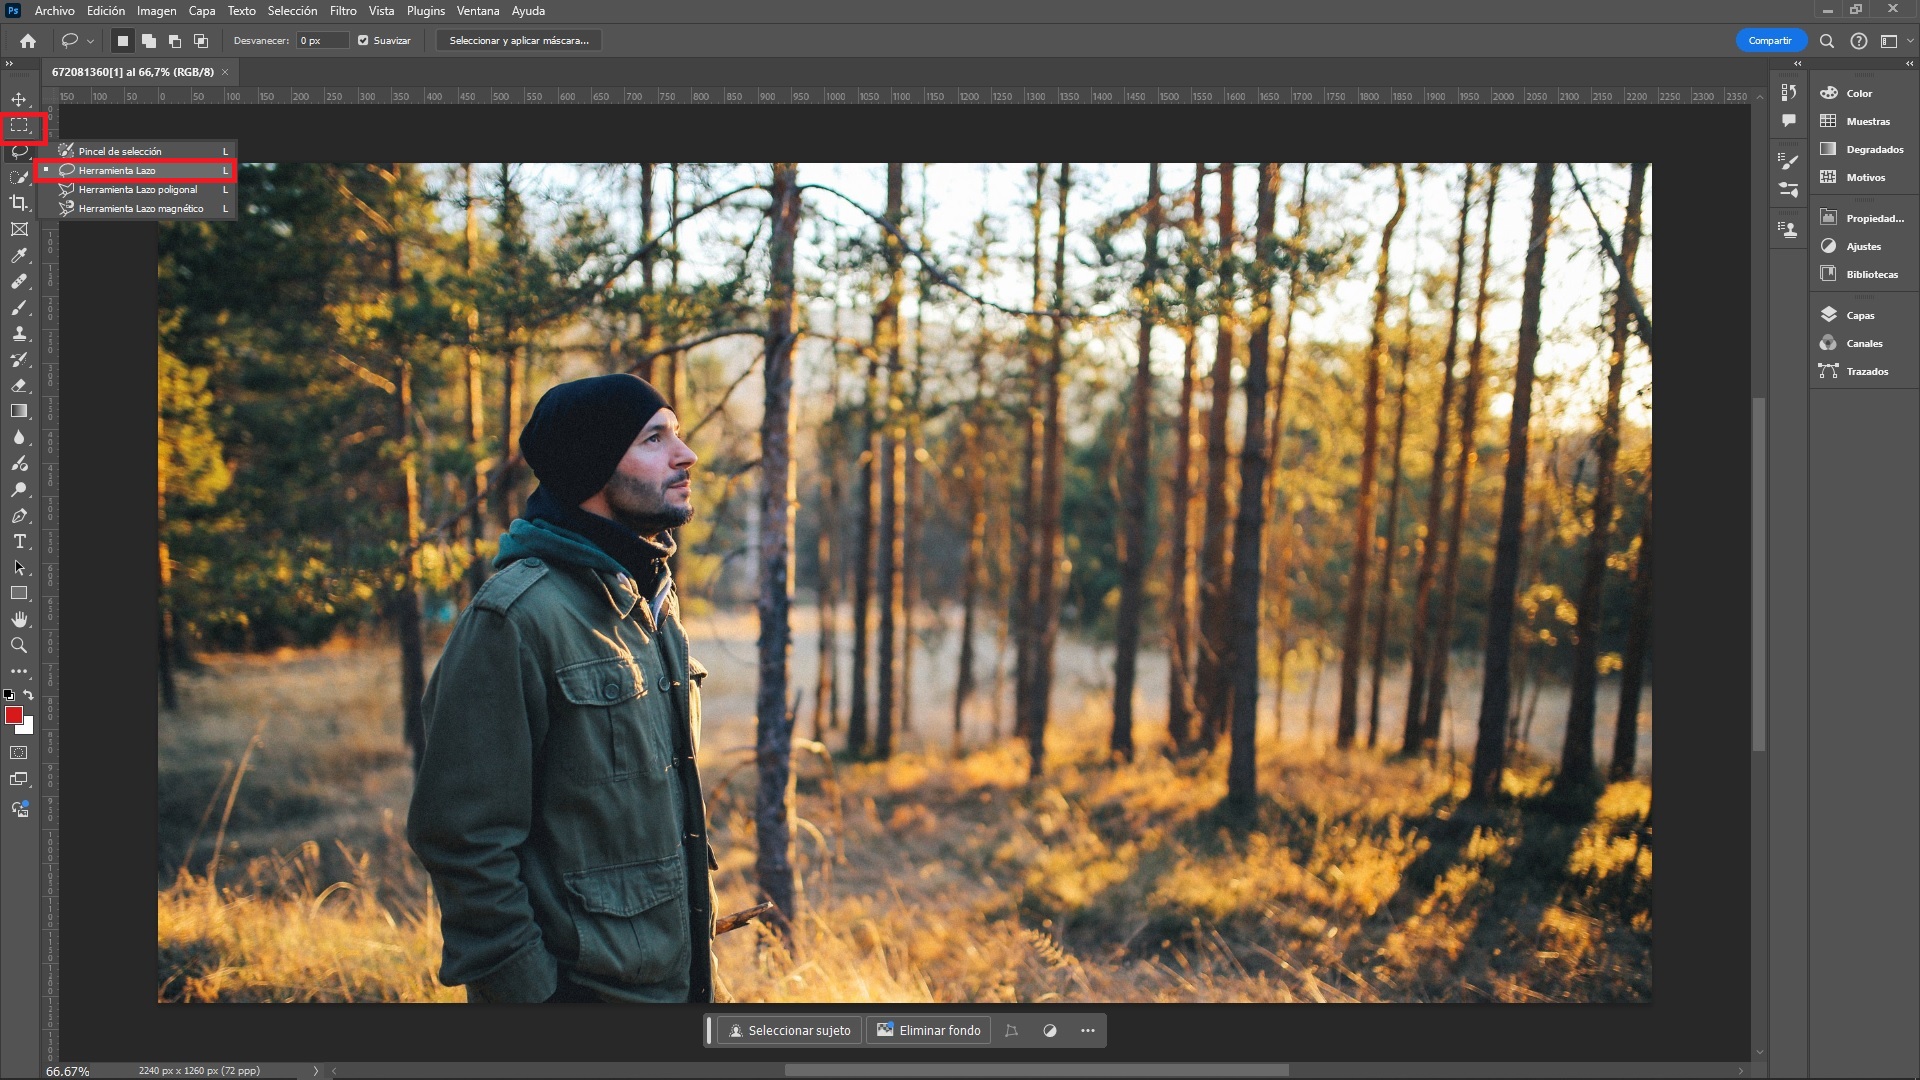 Ps Archivo Edición Imagen Capa Texto Selección Filtro Vista Plugins Ventana Ayuda
Desvanecer: 0 px Suavizar Seleccionar y aplicar máscara... Compartir
672081360[1] al 66,7% (RGB/8) ×
150 100 50 0 50 100 150 200 250 300 350 400 450 500 550 600 650 700 750 800 850 900 950 1000 1050 1100 1150 1200 1250 1300 1350 1400 1450 1500 1550 1600 1650 1700 1750 1800 1850 1900 1950 2000 2050 2100 2150 2200 2250 2300 2350
Pincel de selección L
Herramienta Lazo L
Herramienta Lazo poligonal L
Herramienta Lazo magnético L
Color
Muestras
Degradados
Motivos
Propiedad...
Ajustes
Bibliotecas
Capas
Canales
Trazados
Seleccionar sujeto Eliminar fondo
66.67% 2240 px x 1260 px (72 ppp)